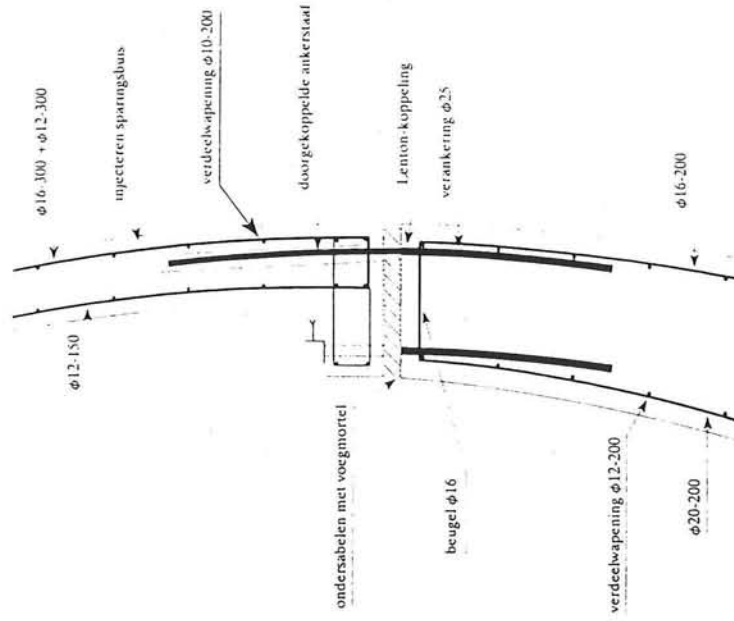 φ16-300 + φ12-300
injecteren sparingsbuis
verdeelwapening φ10-200
doorgekoppelde ankerstaaf
Lenton-koppeling
verankering φ25
φ16-200
φ12-150
ondersabelen met voegmortel
beugel φ16
verdeelwapening φ12-200
φ20-200